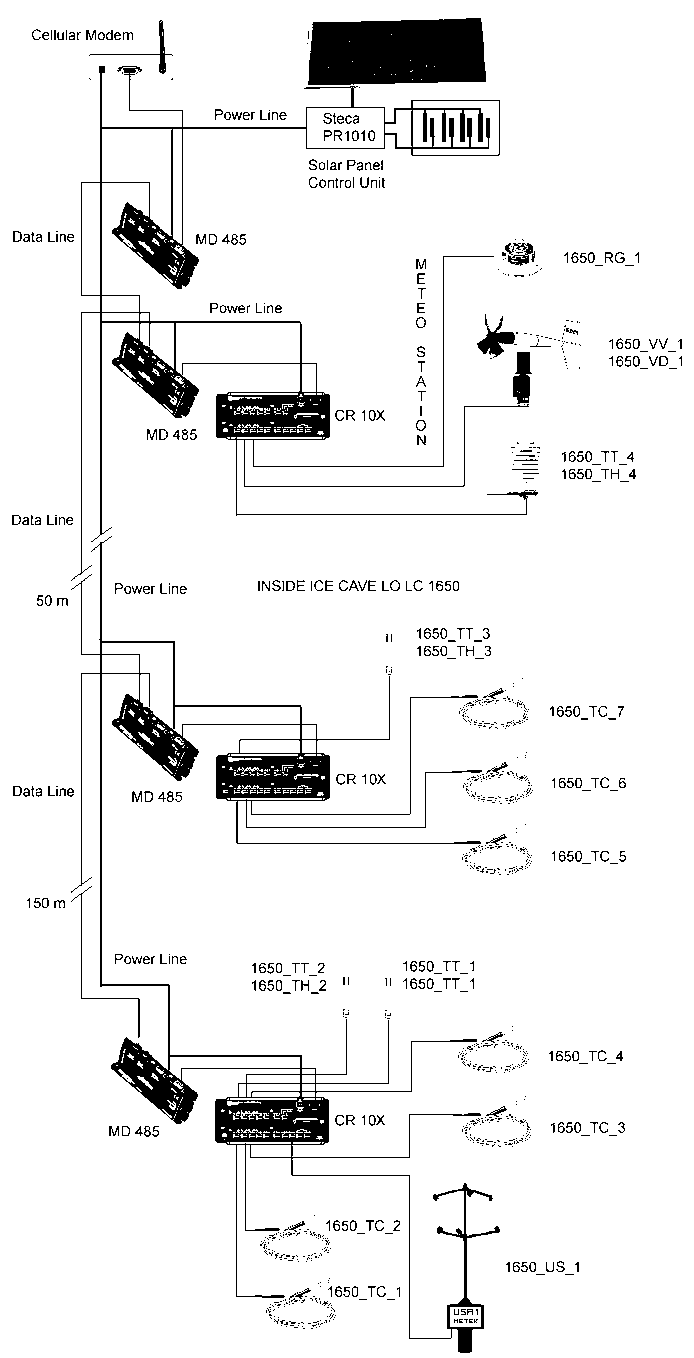 Cellular Modem
Power Line
Steca
PR1010
Solar Panel
Control Unit
Data Line
MD 485
METEO STATION
1650_RG_1
Power Line
1650_VV_1
1650_VD_1
MD 485
CR 10X
1650_TT_4
1650_TH_4
Data Line
50 m
Power Line
INSIDE ICE CAVE LO LC 1650
1650_TT_3
1650_TH_3
1650_TC_7
MD 485
CR 10X
1650_TC_6
Data Line
1650_TC_5
150 m
Power Line
1650_TT_2
1650_TH_2
1650_TT_1
1650_TT_1
1650_TC_4
MD 485
CR 10X
1650_TC_3
1650_TC_2
1650_TC_1
1650_US_1
USA1
METEK